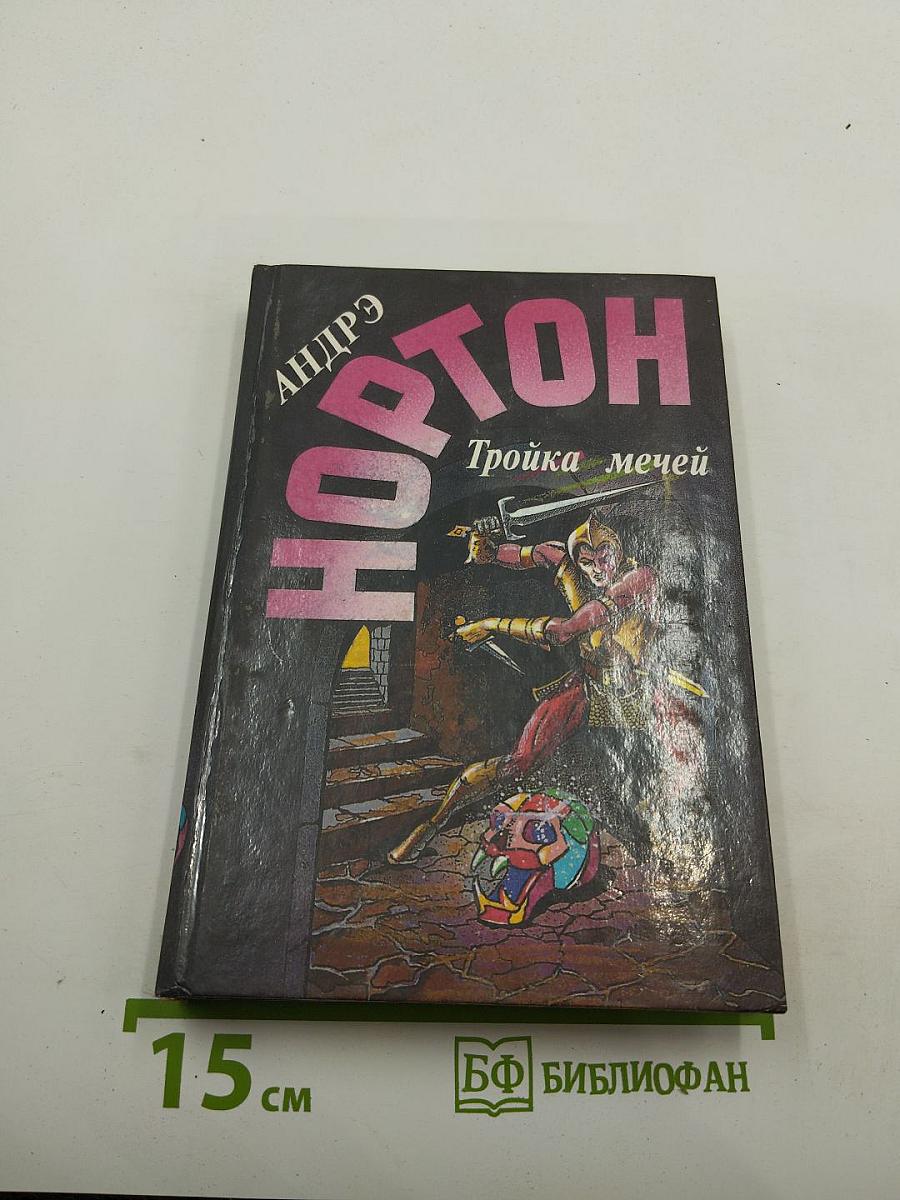 АНДРЭ
НОРТОН
Тройка мечей
15 см
БФ БИБЛИОФАН